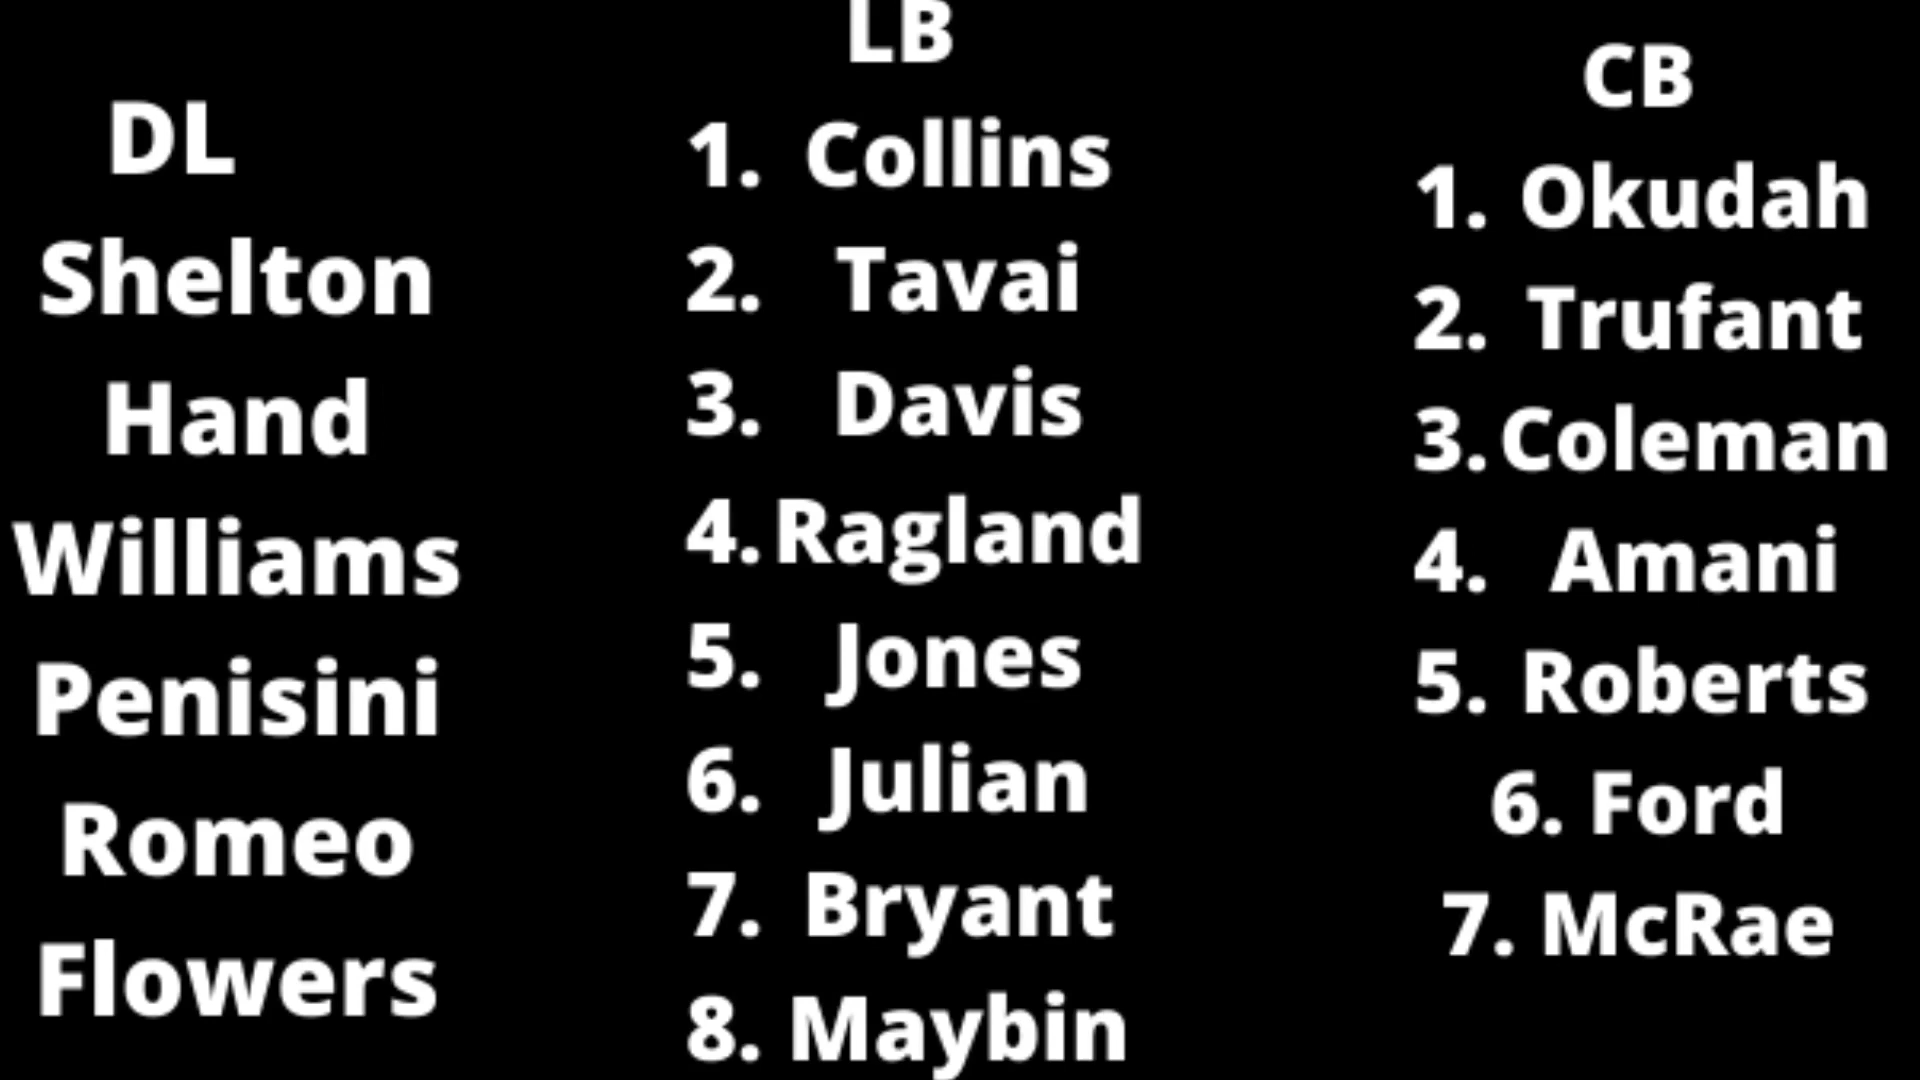 DL
Shelton
Hand
Williams
Penisini
Romeo
Flowers
LB
1. Collins
2. Tavai
3. Davis
4. Ragland
5. Jones
6. Julian
7. Bryant
8. Maybin
CB
1. Okudah
2. Trufant
3. Coleman
4. Amani
5. Roberts
6. Ford
7. McRae